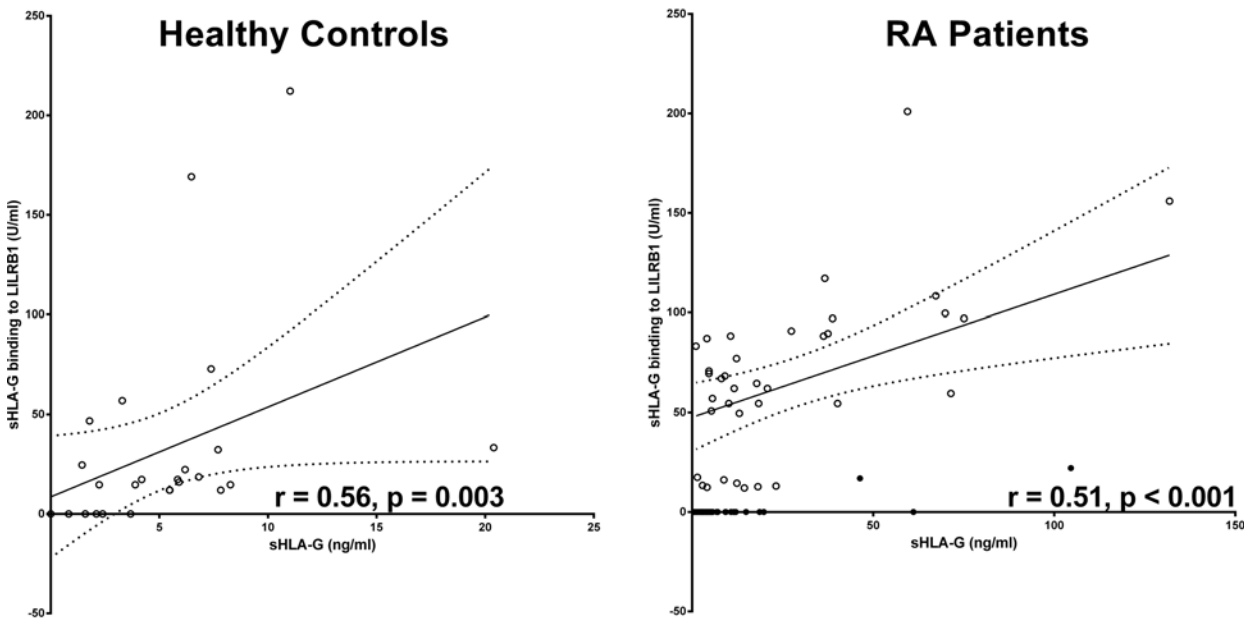 Healthy Controls
250
200
150
100
50
0
-50
sHLA-G binding to LILRB1 (U/ml)
5
10
15
20
25
sHLA-G (ng/ml)
r = 0.56, p = 0.003
RA Patients
250
200
150
100
50
0
-50
sHLA-G binding to LILRB1 (U/ml)
50
100
150
sHLA-G (ng/ml)
r = 0.51, p < 0.001